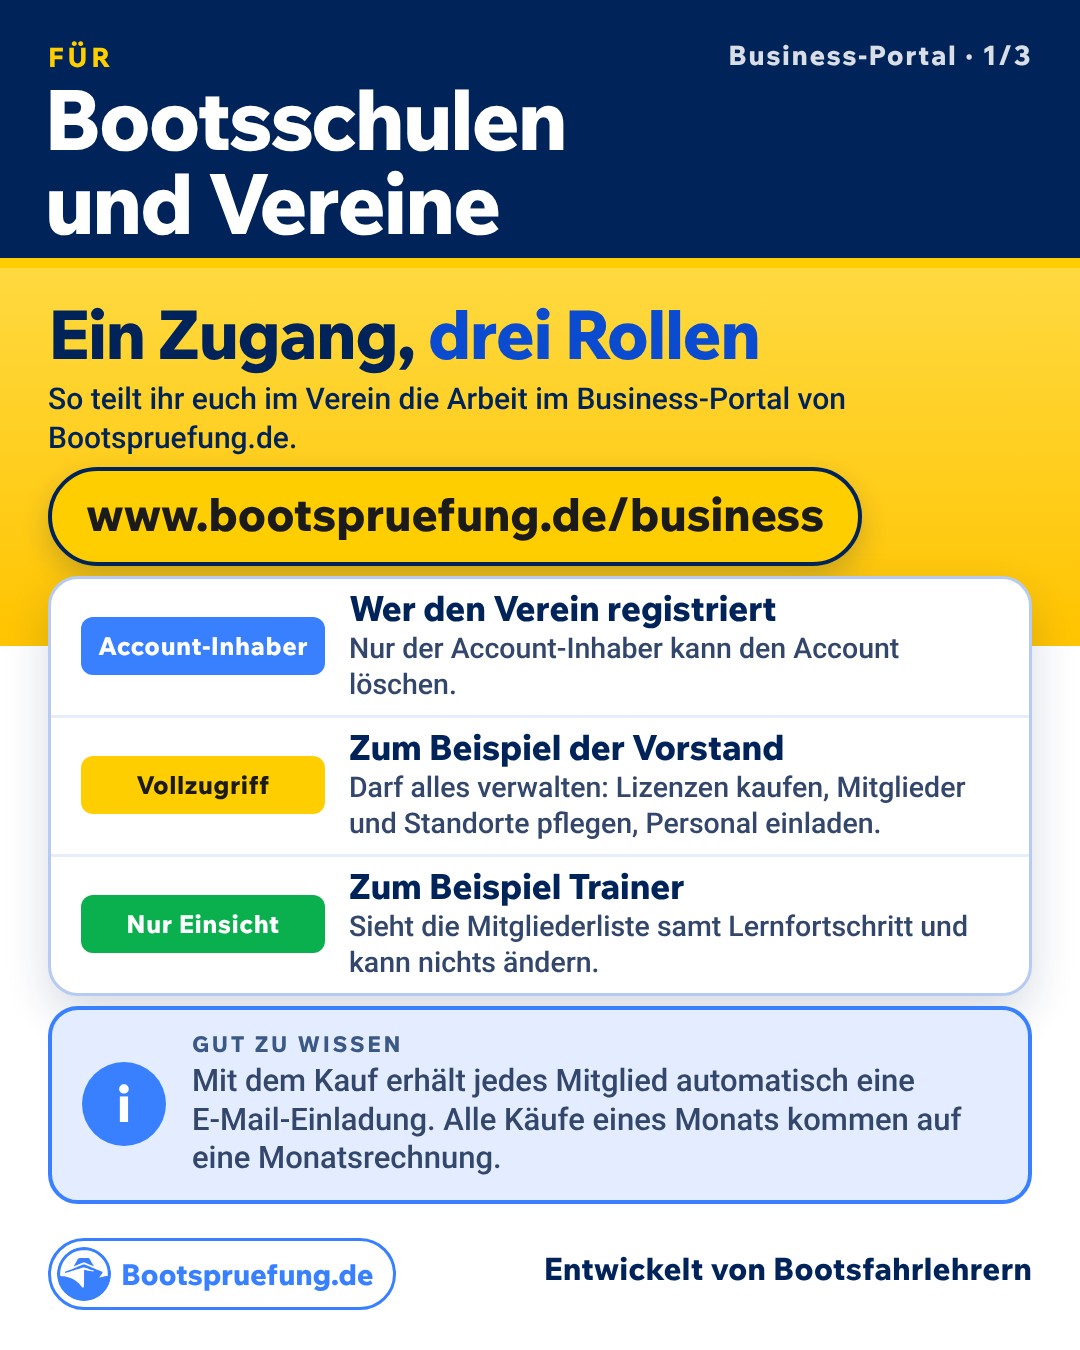 FÜR
Business-Portal · 1/3
Bootsschulen
und Vereine
Ein Zugang, drei Rollen
So teilt ihr euch im Verein die Arbeit im Business-Portal von
Bootspruefung.de.
www.bootspruefung.de/business
Account-Inhaber
Wer den Verein registriert
Nur der Account-Inhaber kann den Account
löschen.
Vollzugriff
Zum Beispiel der Vorstand
Darf alles verwalten: Lizenzen kaufen, Mitglieder
und Standorte pflegen, Personal einladen.
Nur Einsicht
Zum Beispiel Trainer
Sieht die Mitgliederliste samt Lernfortschritt und
kann nichts ändern.
GUT ZU WISSEN
Mit dem Kauf erhält jedes Mitglied automatisch eine
E-Mail-Einladung. Alle Käufe eines Monats kommen auf
eine Monatsrechnung.
Bootspruefung.de
Entwickelt von Bootsfahrlehrern